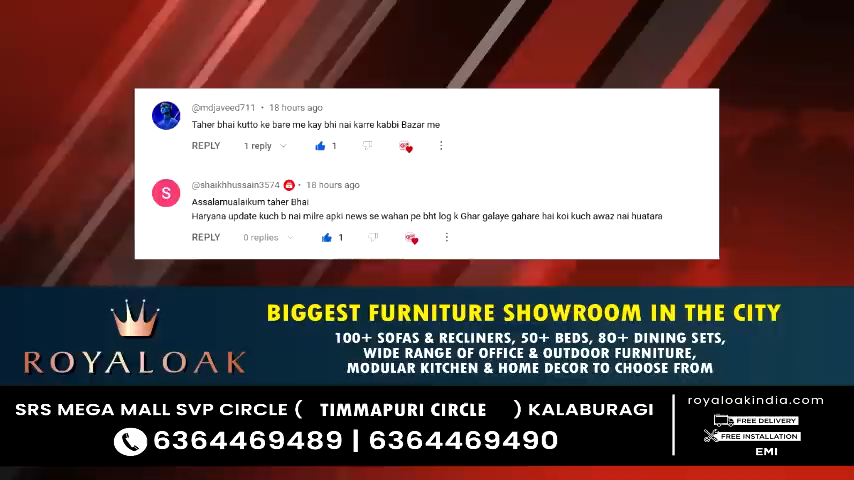 @mdjaveed711 • 18 hours ago
Taher bhai kutto ke bare me kay bhi nai karre kabbi Bazar me
REPLY 1 reply 1
S
@shaikhhussain3574 • 18 hours ago
Assalamualaikum taher Bhai
Haryana update kuch b nai milre apki news se wahan pe bht log k Ghar galaye gahare hai koi kuch awaz nai huatara
REPLY 0 replies 1
BIGGEST FURNITURE SHOWROOM IN THE CITY
100+ SOFAS & RECLINERS, 50+ BEDS, 80+ DINING SETS,
WIDE RANGE OF OFFICE & OUTDOOR FURNITURE,
MODULAR KITCHEN & HOME DECOR TO CHOOSE FROM
ROYALOAK
SRS MEGA MALL SVP CIRCLE ( TIMMAPURI CIRCLE ) KALABURAGI
6364469489 | 6364469490
royaloakindia.com
FREE DELIVERY
FREE INSTALLATION
EMI